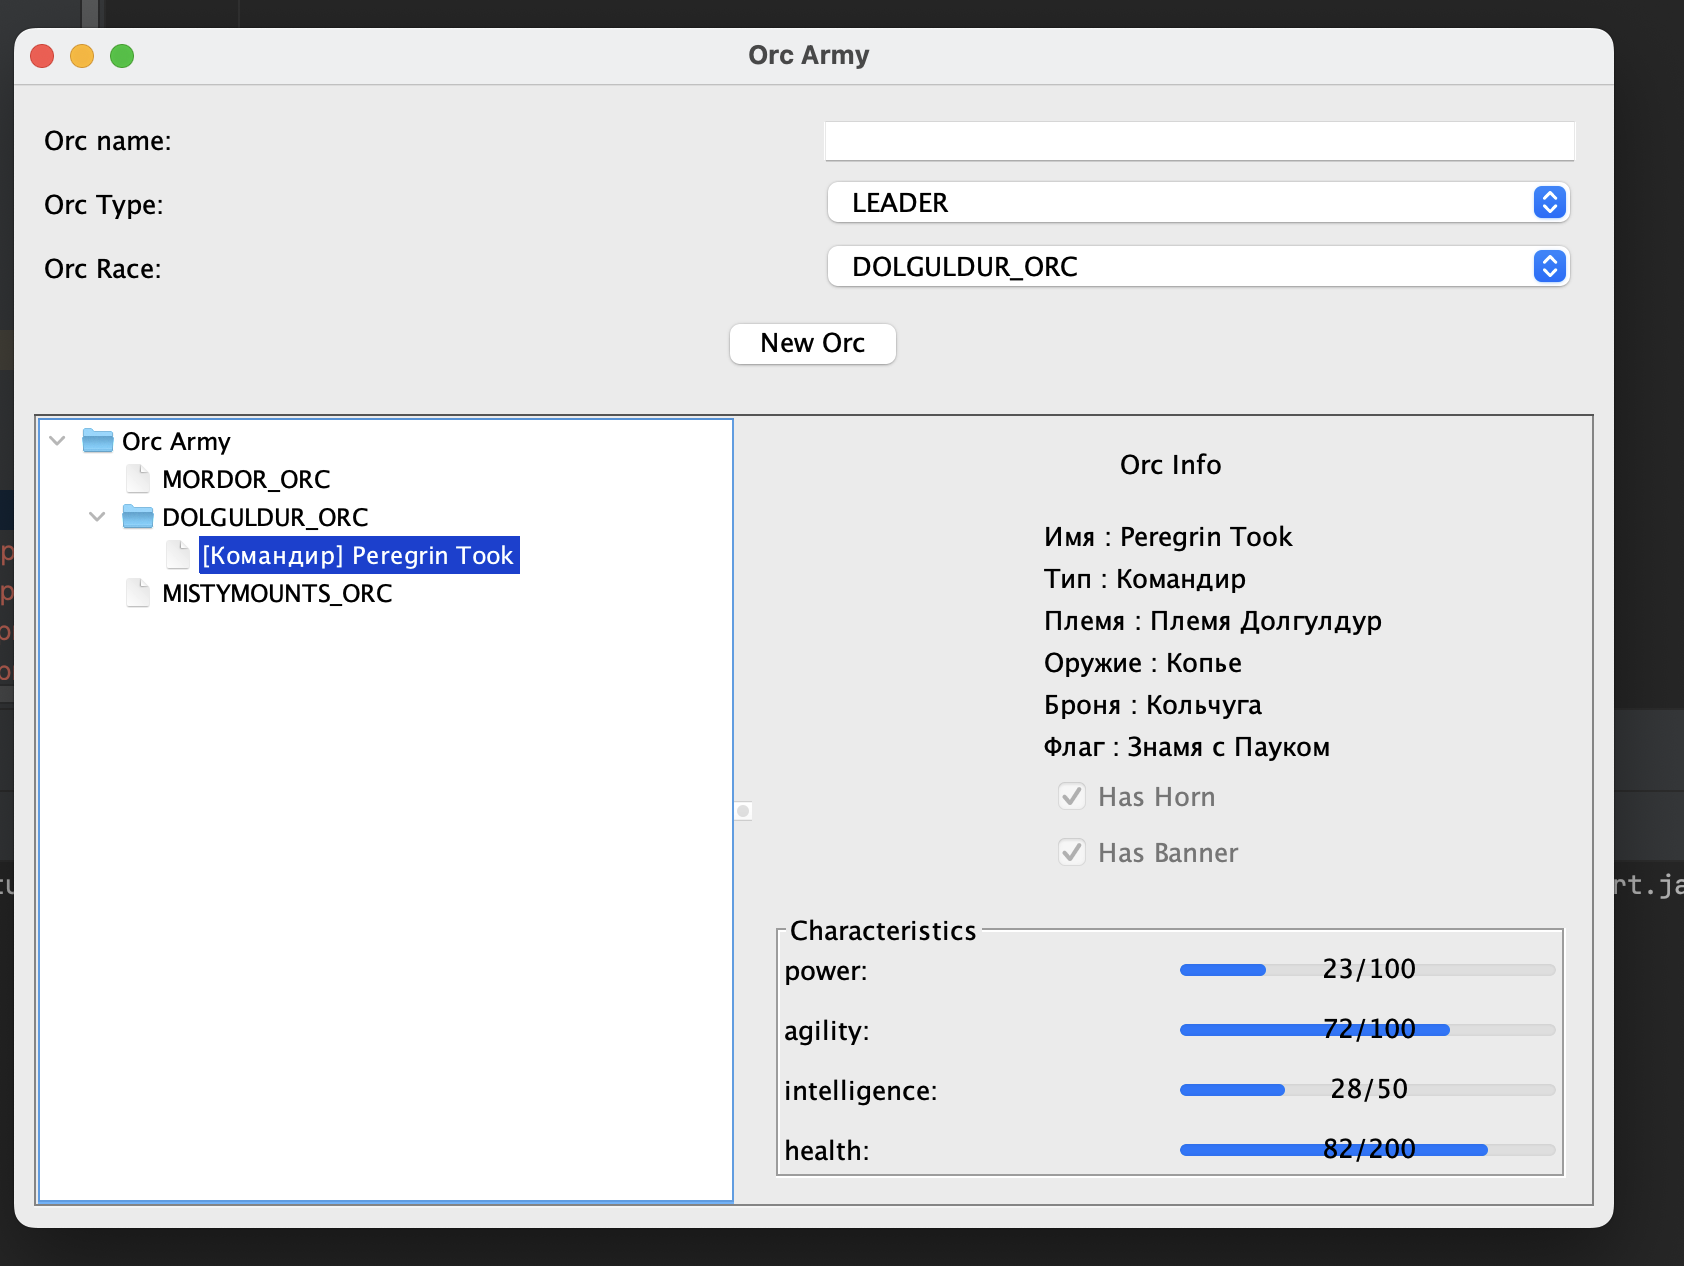 Orc Army
Orc name:
Orc Type: LEADER
Orc Race: DOLGULDUR_ORC
New Orc
Orc Army
MORDOR_ORC
DOLGULDUR_ORC
[Командир] Peregrin Took
MISTYMOUNTS_ORC
Orc Info
Имя : Peregrin Took
Тип : Командир
Племя : Племя Долгулдур
Оружие : Копье
Броня : Кольчуга
Флаг : Знамя с Пауком
Has Horn
Has Banner
Characteristics
power: 23/100
agility: 72/100
intelligence: 28/50
health: 82/200
rt.ja